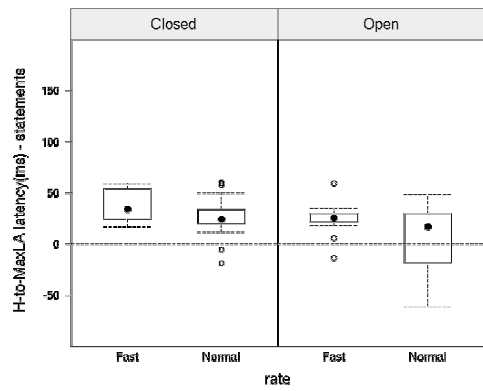 Closed Open
H-to-MaxLA latency(ms) - statements
150
100
50
0
-50
Fast Normal Fast Normal
rate